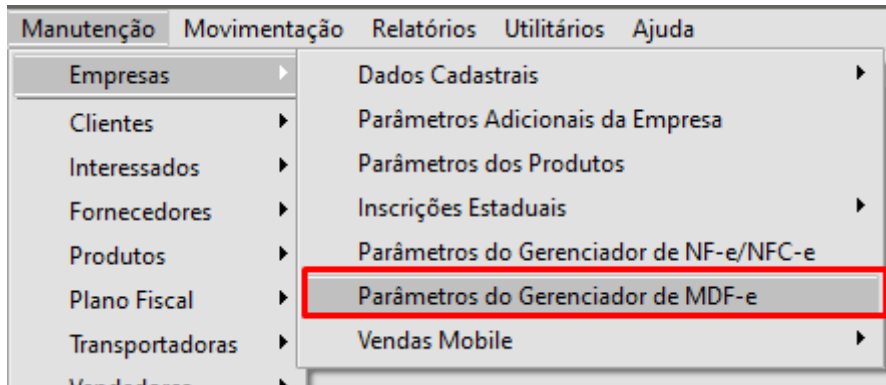 Manutenção Movimentação Relatórios Utilitários Ajuda
Empresas
Clientes
Interessados
Fornecedores
Produtos
Plano Fiscal
Transportadoras
Vendedores
Dados Cadastrais
Parâmetros Adicionais da Empresa
Parâmetros dos Produtos
Inscrições Estaduais
Parâmetros do Gerenciador de NF-e/NFC-e
Parâmetros do Gerenciador de MDF-e
Vendas Mobile